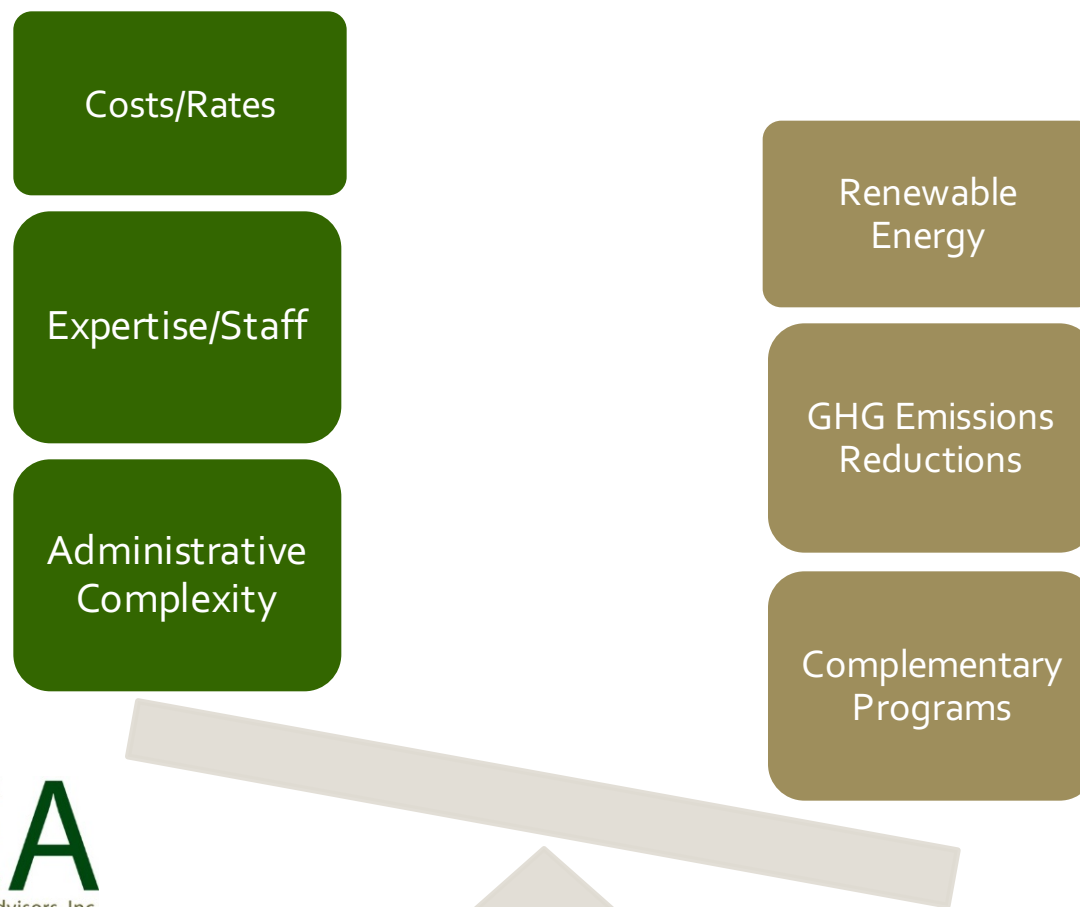 Costs/Rates
Expertise/Staff
Administrative
Complexity
Renewable
Energy
GHG Emissions
Reductions
Complementary
Programs
A